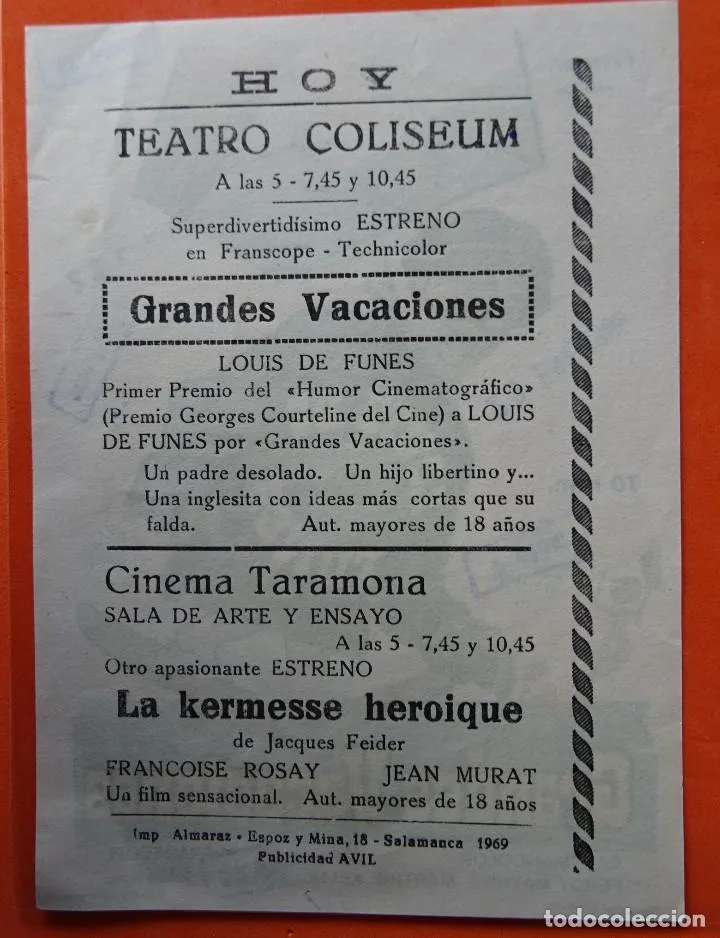 HOY
TEATRO COLISEUM
A las 5 - 7,45 y 10,45
Superdivertidísimo ESTRENO
en Franscope - Technicolor
Grandes Vacaciones
LOUIS DE FUNES
Primer Premio del «Humor Cinematográfico»
(Premio Georges Courteline del Cine) a LOUIS
DE FUNES por «Grandes Vacaciones».
Un padre desolado. Un hijo libertino y...
Una inglesita con ideas más cortas que su
falda. Aut. mayores de 18 años
Cinema Taramona
SALA DE ARTE Y ENSAYO
A las 5 - 7,45 y 10,45
Otro apasionante ESTRENO
La kermesse heroique
de Jacques Feider
FRANCOISE ROSAY JEAN MURAT
Un film sensacional. Aut. mayores de 18 años
Imp Almaraz - Espoz y Mina, 18 - Salamanca 1969
Publicidad AVIL
todocoleccion.net